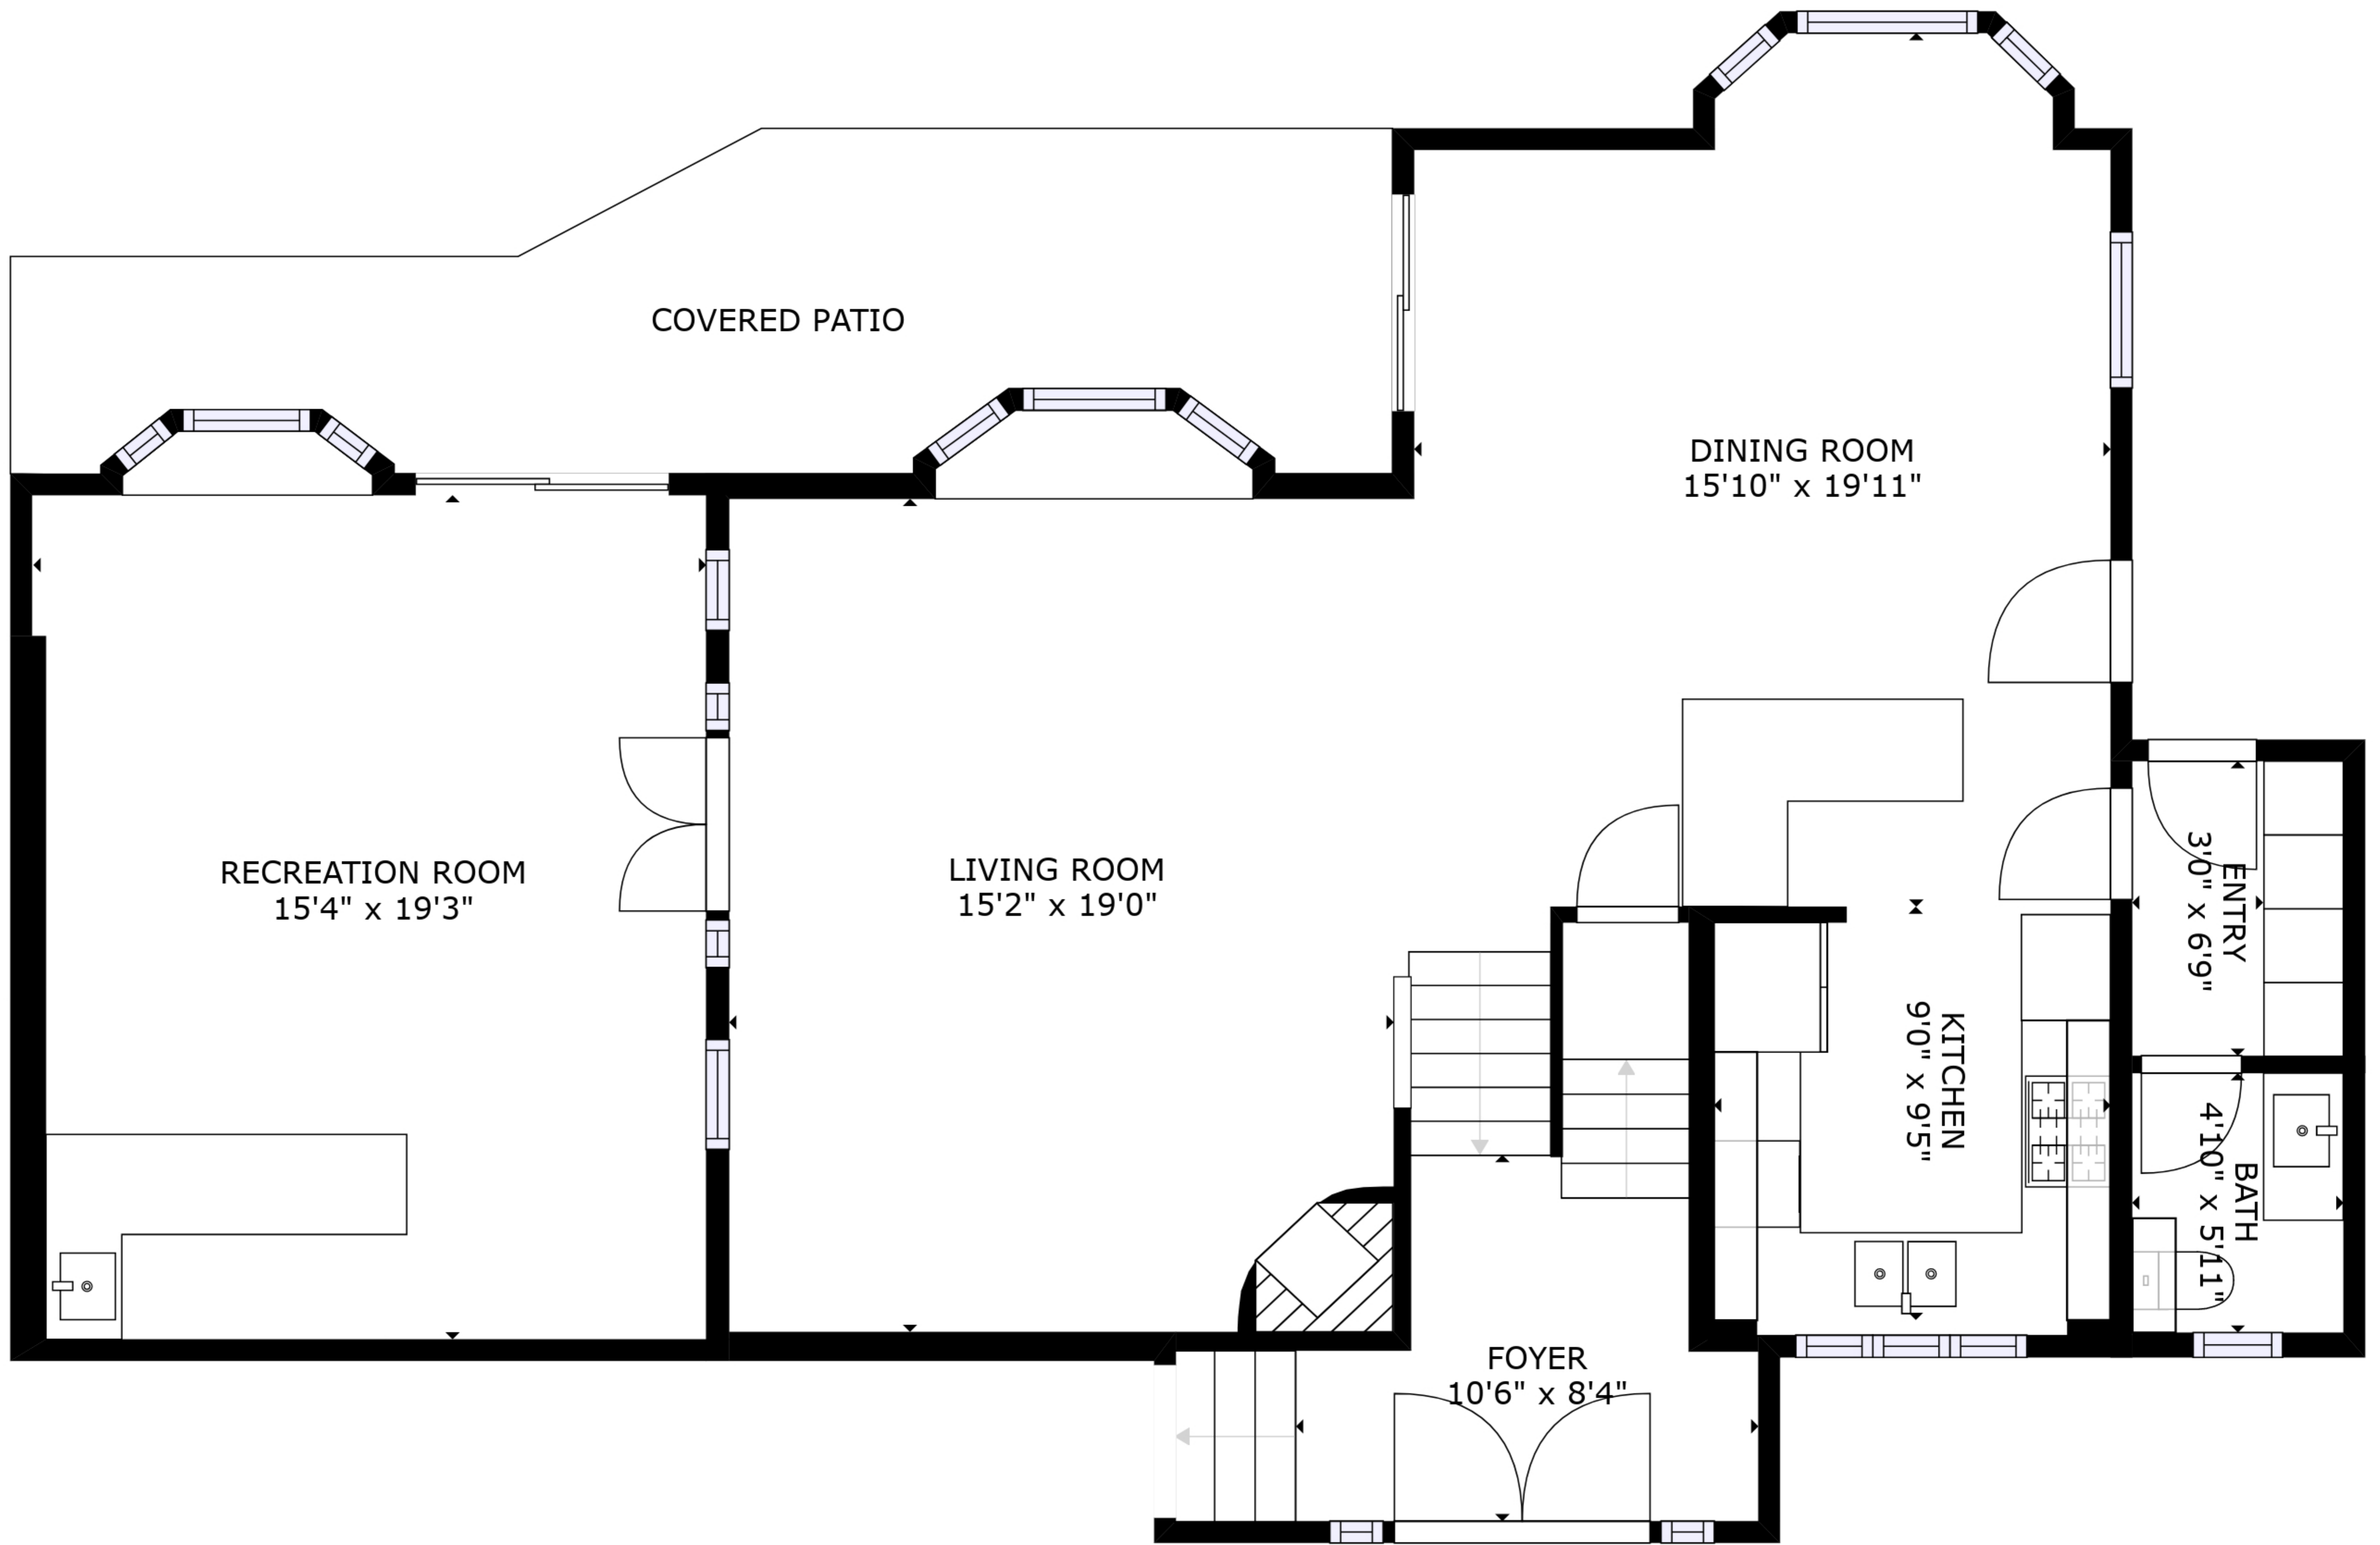 COVERED PATIO
DINING ROOM
15'10" x 19'11"
RECREATION ROOM
15'4" x 19'3"
LIVING ROOM
15'2" x 19'0"
ENTRY
3'0" x 6'9"
KITCHEN
9'0" x 9'5"
BATH
4'10" x 5'11"
FOYER
10'6" x 8'4"